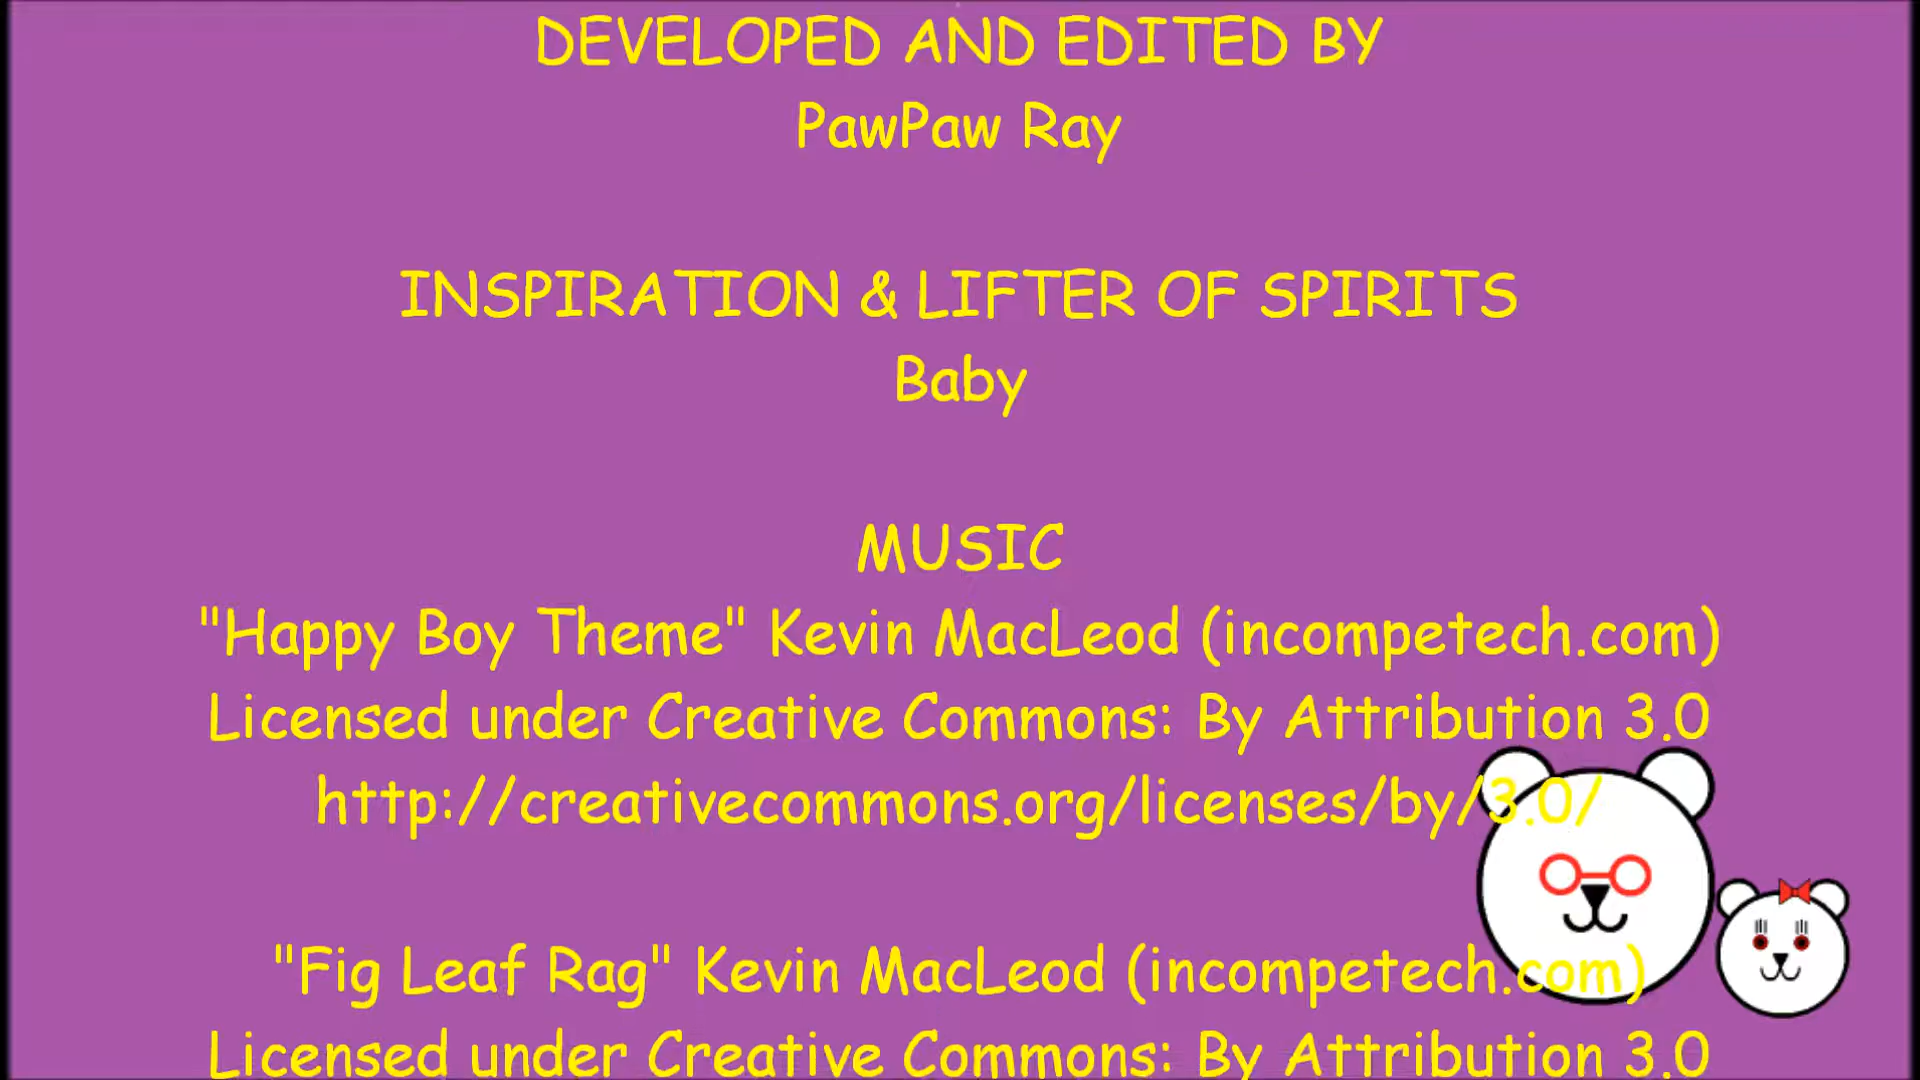 DEVELOPED AND EDITED BY
PawPaw Ray
INSPIRATION & LIFTER OF SPIRITS
Baby
MUSIC
"Happy Boy Theme" Kevin MacLeod (incompetech.com)
Licensed under Creative Commons: By Attribution 3.0
http://creativecommons.org/licenses/by/3.0/
"Fig Leaf Rag" Kevin MacLeod (incompetech.com)
Licensed under Creative Commons: By Attribution 3.0